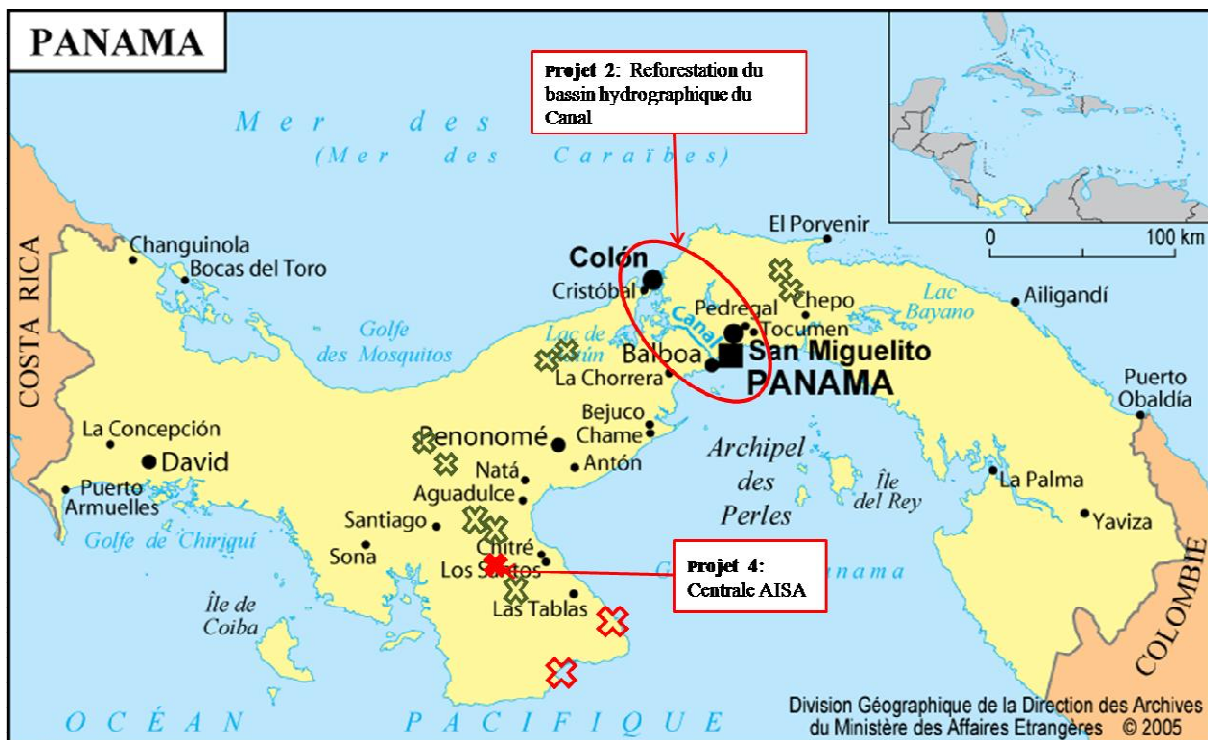 PANAMA
Projet 2: Reforestation du
bassin hydrographique du
Canal
Mer des
(Mer des Caraïbes)
COSTA RICA
Changuinola
Bocas del Toro
Golfe
des Mosquitos
Colón
Cristóbal
El Porvenir
0 100 km
Chepo
Pedregal
Tocumen
Lac
Bayano
Ailigandí
Canal
Lac de
Balboa
San Miguelito
PANAMA
La Chorrera
Puerto
Obaldía
La Concepción
David
Puerto
Armuelles
Golfe de Chiriquí
Penonomé
Bejuco
Chame
Antón
Natá
Aguadulce
Santiago
Sona
Archipel
des
Perles
Île
del Rey
La Palma
Yaviza
Chitré
Los Santos
Las Tablas
Projet 4:
Centrale AISA
Île de
Coiba
COLOMBIE
OCÉAN PACIFIQUE
Division Géographique de la Direction des Archives
du Ministère des Affaires Etrangères © 2005